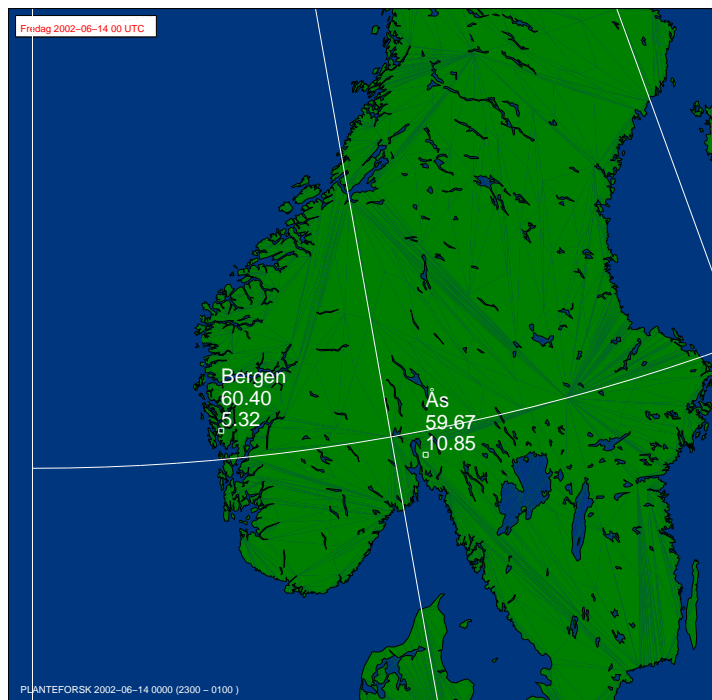 Fredag 2002–06–14 00 UTC
Bergen
60.40
5.32
Ås
59.67
10.85
PLANTEFORSK 2002–06–14 0000 (2300 – 0100 )